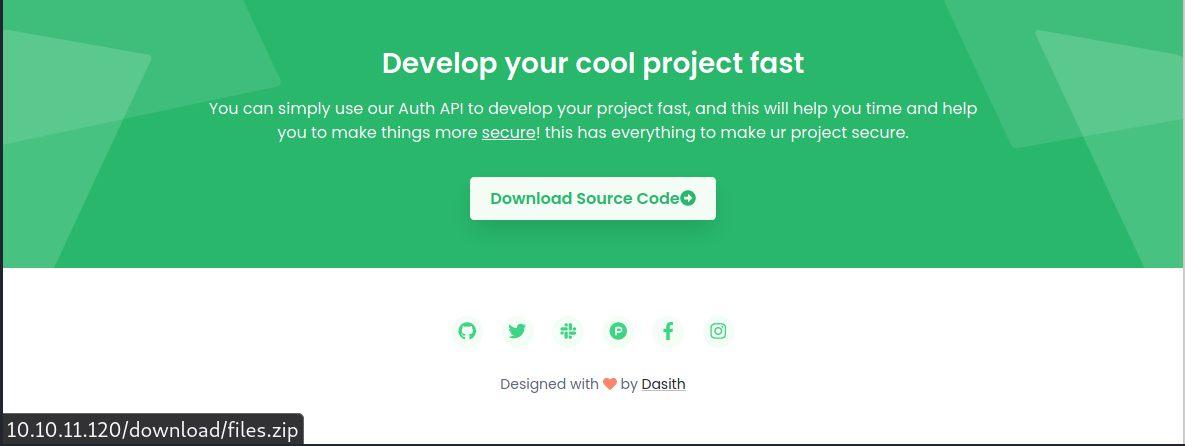 Develop your cool project fast
You can simply use our Auth API to develop your project fast, and this will help you time and help
you to make things more secure! this has everything to make ur project secure.
Download Source Code
Designed with by Dasith
10.10.11.120/download/files.zip